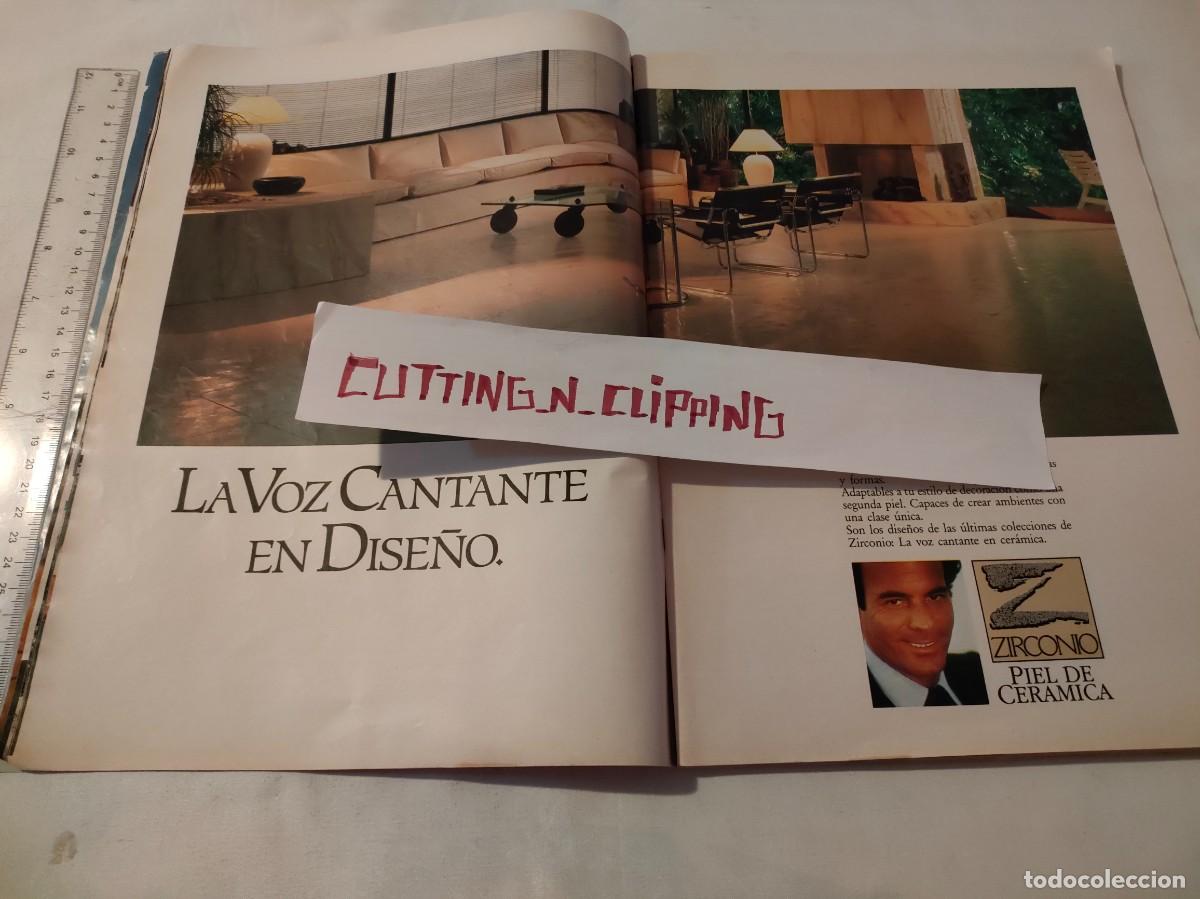 CUTTING_N_CLIPPING
LA VOZ CANTANTE
EN DISEÑO.
y formas.
Adaptables a tu estilo de decoración como una
segunda piel. Capaces de crear ambientes con
una clase única.
Son los diseños de las últimas colecciones de
Zirconio: La voz cantante en cerámica.
Z
ZIRCONIO
PIEL DE
CERAMICA
todocoleccion